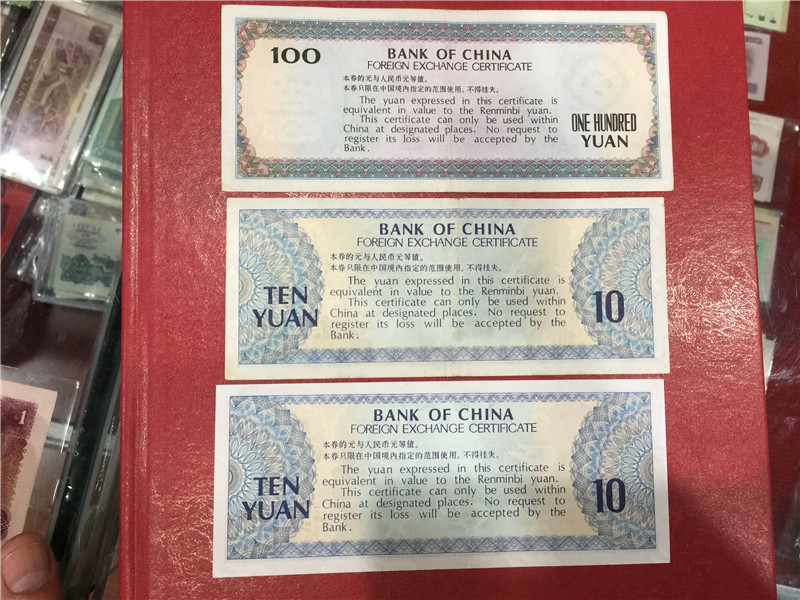 100
BANK OF CHINA
FOREIGN EXCHANGE CERTIFICATE
本券的元与人民币元等值。
本券只限在中国境内指定的范围使用，不得挂失。
The yuan expressed in this certificate is
equivalent in value to the Renminbi yuan.
This certificate can only be used within
China at designated places. No request to
register its loss will be accepted by the
Bank.
ONE HUNDRED
YUAN
BANK OF CHINA
FOREIGN EXCHANGE CERTIFICATE
本券的元与人民币元等值。
本券只限在中国境内指定的范围使用，不得挂失。
The yuan expressed in this certificate is
equivalent in value to the Renminbi yuan.
This certificate can only be used within
China at designated places. No request to
register its loss will be accepted by the
Bank.
TEN
YUAN
10
BANK OF CHINA
FOREIGN EXCHANGE CERTIFICATE
本券的元与人民币元等值。
本券只限在中国境内指定的范围使用，不得挂失。
The yuan expressed in this certificate is
equivalent in value to the Renminbi yuan.
This certificate can only be used within
China at designated places. No request to
register its loss will be accepted by the
Bank.
TEN
YUAN
10
1